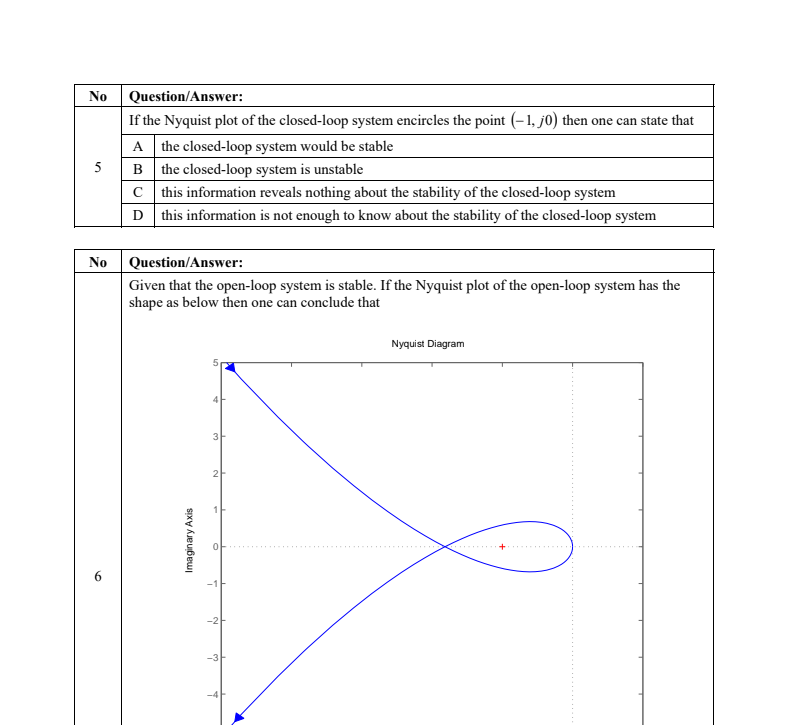 No Question/Answer:
If the Nyquist plot of the closed-loop system encircles the point (−1, j0) then one can state that
A the closed-loop system would be stable
5 B the closed-loop system is unstable
C this information reveals nothing about the stability of the closed-loop system
D this information is not enough to know about the stability of the closed-loop system
No Question/Answer:
Given that the open-loop system is stable. If the Nyquist plot of the open-loop system has the
shape as below then one can conclude that
Nyquist Diagram
5
4
3
2
1
0
−1
−2
−3
−4
Imaginary Axis
6